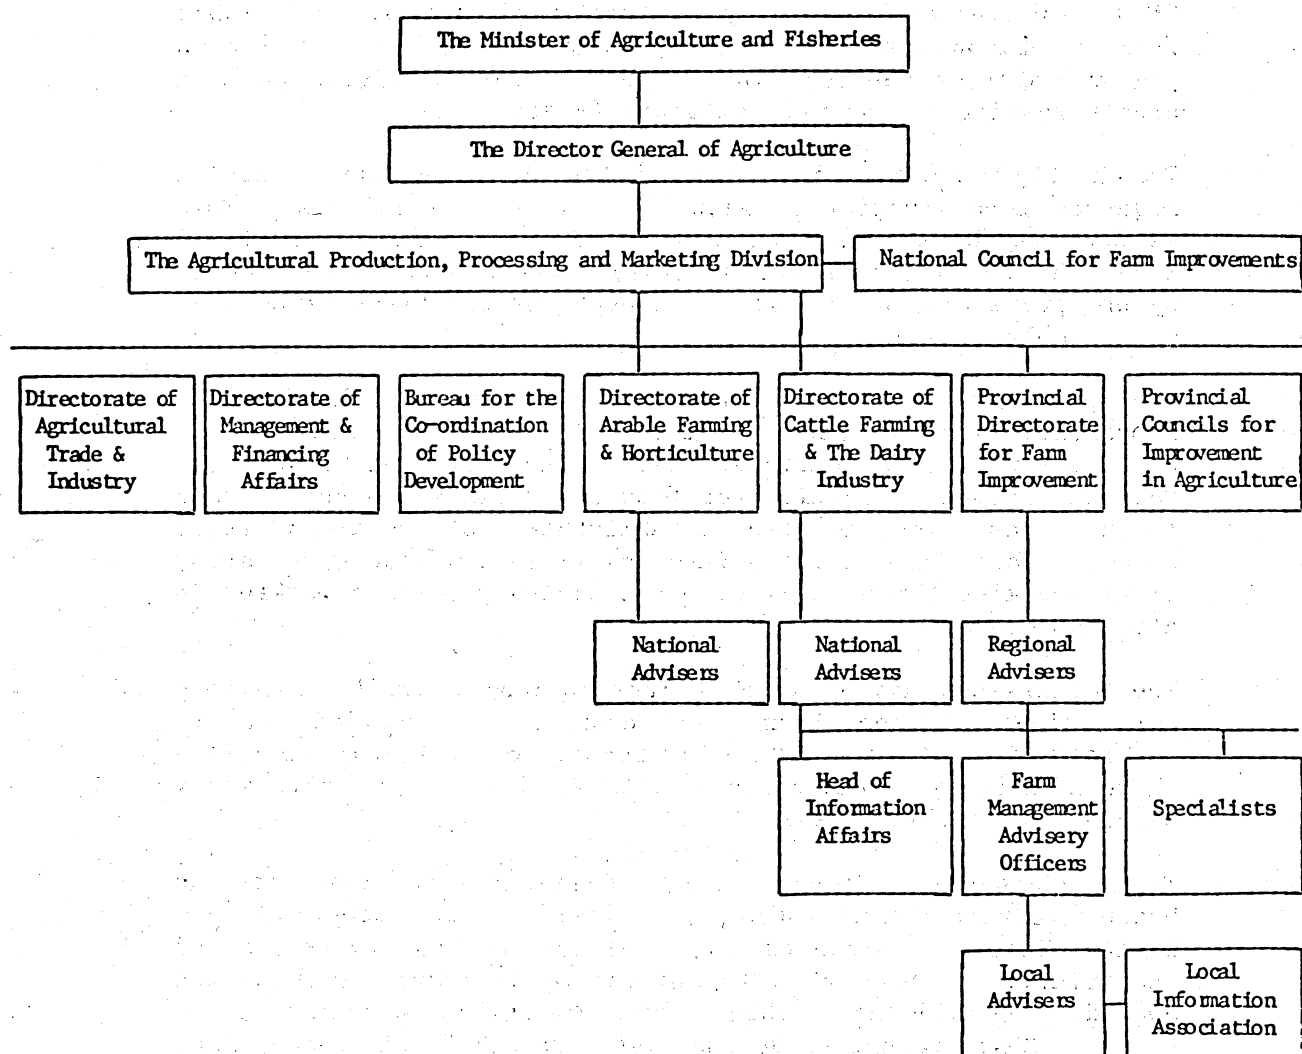 The Minister of Agriculture and Fisheries
The Director General of Agriculture
The Agricultural Production, Processing and Marketing Division
National Council for Farm Improvements
Directorate of
Agricultural
Trade &
Industry
Directorate of
Management &
Financing
Affairs
Bureau for the
Co-ordination
of Policy
Development
Directorate of
Arable Farming
& Horticulture
Directorate of
Cattle Farming
& The Dairy
Industry
Provincial
Directorate
for Farm
Improvement
Provincial
Councils for
Improvement
in Agriculture
National
Advisers
National
Advisers
Regional
Advisers
Head of
Information
Affairs
Farm
Management
Advisery
Officers
Specialists
Local
Advisers
Local
Information
Association